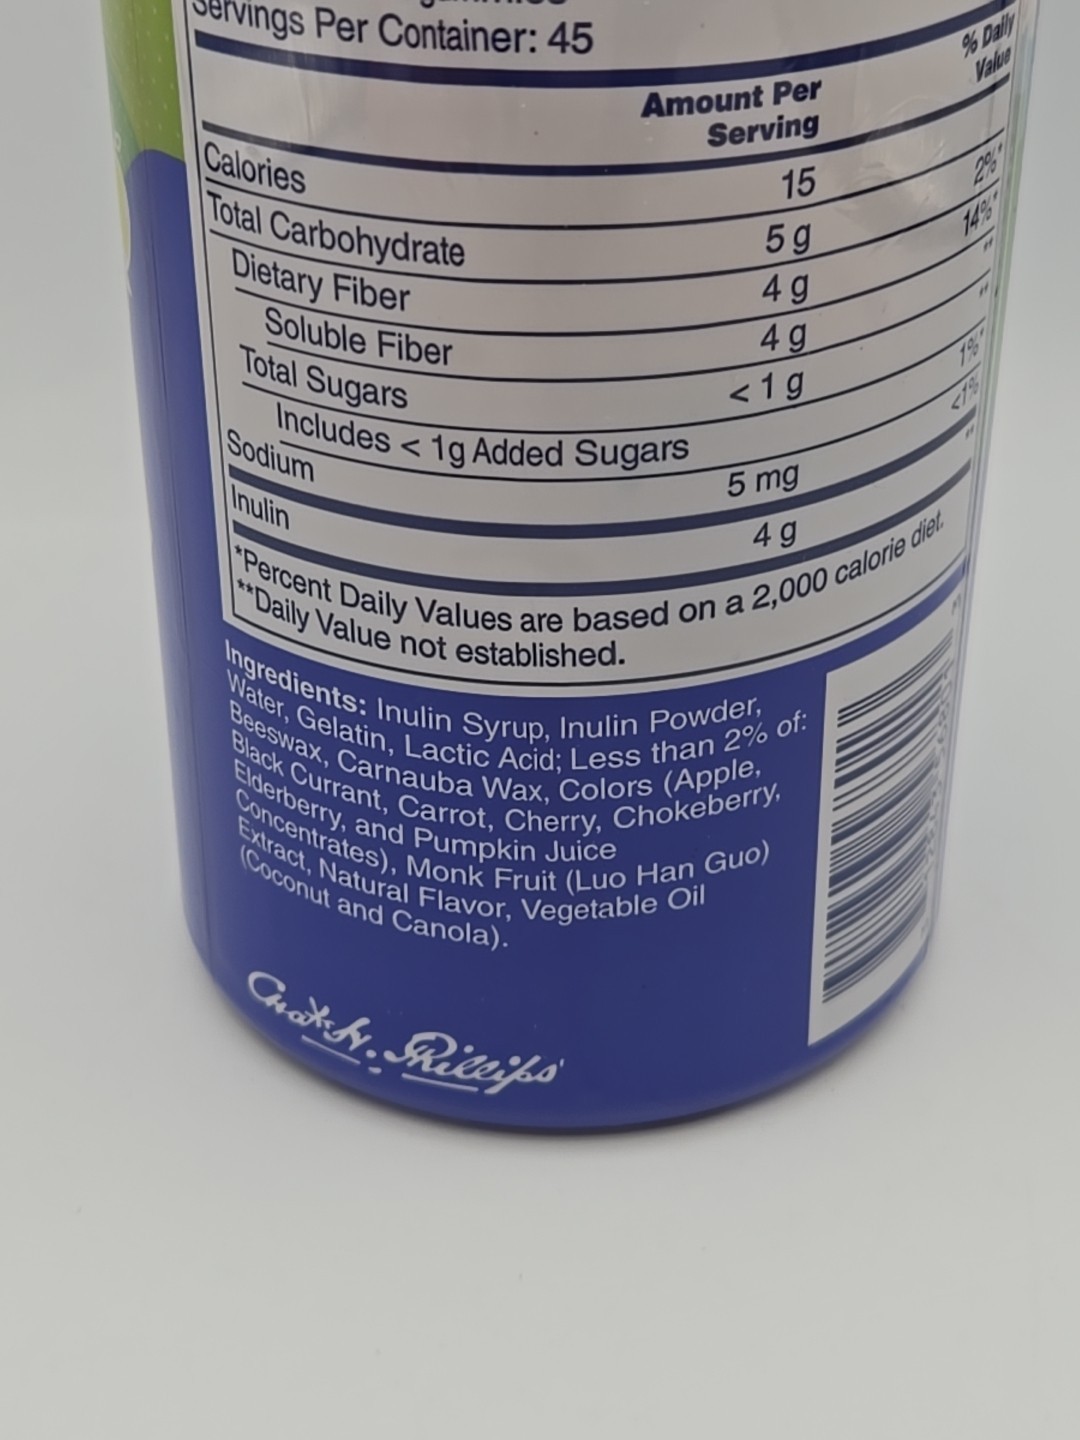 Servings Per Container: 45
% Daily
Value
Amount Per
Serving
Calories 15
Total Carbohydrate 5 g 2%*
Dietary Fiber 4 g 14%*
Soluble Fiber 4 g **
Total Sugars < 1 g **
Includes < 1g Added Sugars 1%*
Sodium 5 mg <1%
Inulin 4 g **
*Percent Daily Values are based on a 2,000 calorie diet.
**Daily Value not established.
Ingredients: Inulin Syrup, Inulin Powder,
Water, Gelatin, Lactic Acid; Less than 2% of:
Beeswax, Carnauba Wax, Colors (Apple,
Black Currant, Carrot, Cherry, Chokeberry,
Elderberry, and Pumpkin Juice
Concentrates), Monk Fruit (Luo Han Guo)
Extract, Natural Flavor, Vegetable Oil
(Coconut and Canola).
Chas. H. Phillips'